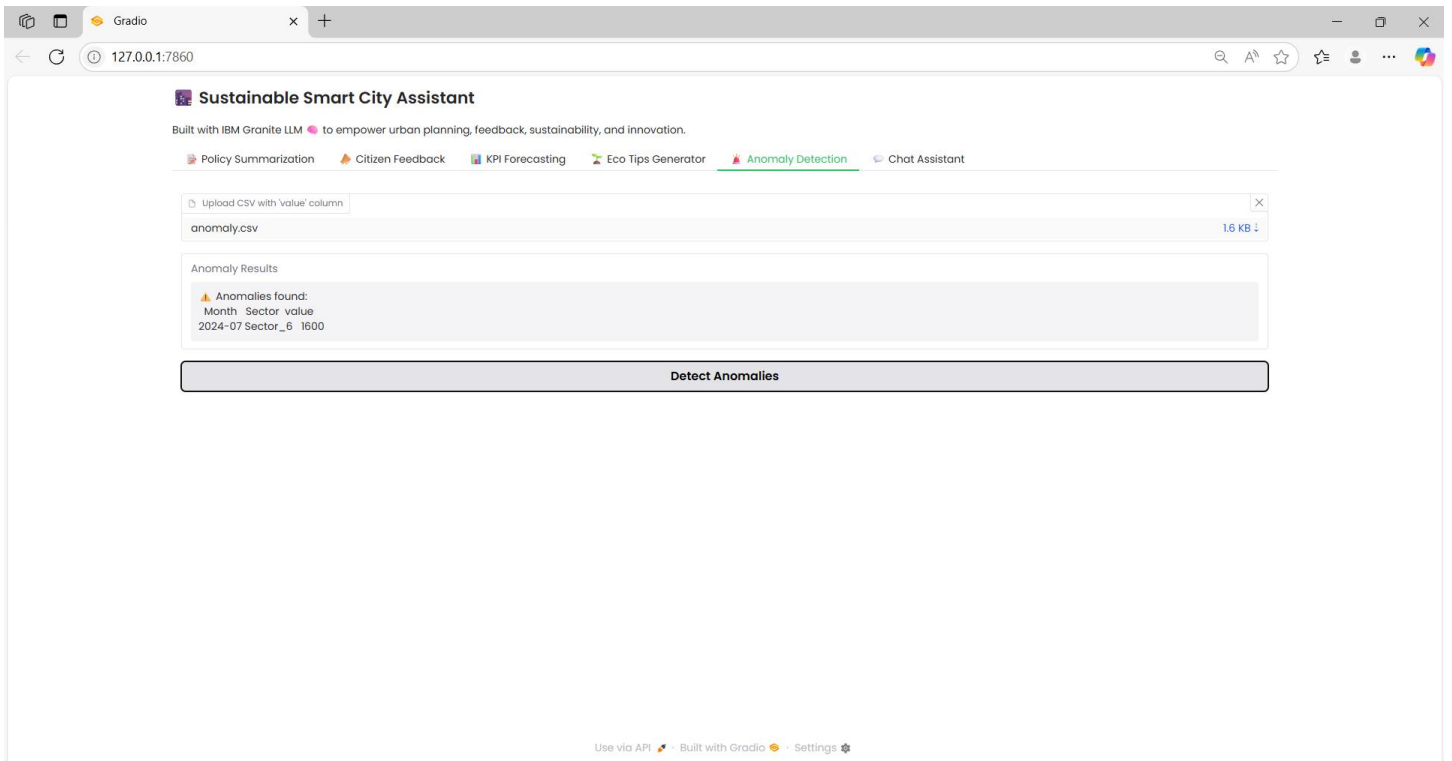 Gradio
127.0.0.1:7860
Sustainable Smart City Assistant
Built with IBM Granite LLM 🧠 to empower urban planning, feedback, sustainability, and innovation.
Policy Summarization Citizen Feedback KPI Forecasting Eco Tips Generator Anomaly Detection Chat Assistant
Upload CSV with 'value' column
anomaly.csv 1.6 KB ↓
Anomaly Results
⚠️ Anomalies found:
Month Sector value
2024-07 Sector_6 1600
Detect Anomalies
Use via API 🚀 · Built with Gradio · Settings ⚙️